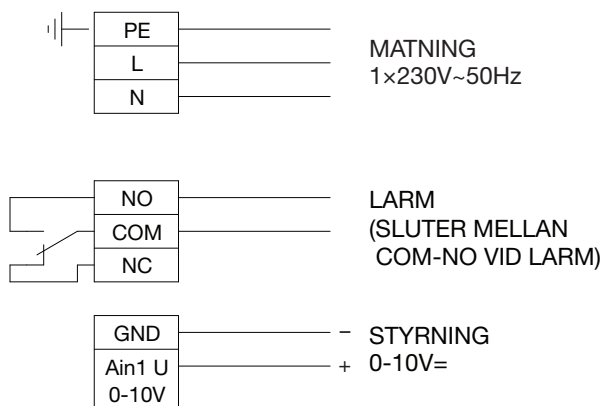 PE
L
N
MATNING
1×230V~50Hz
NO
COM
NC
LARM
(SLUTER MELLAN
COM-NO VID LARM)
GND
Ain1 U
0-10V
− STYRNING
+ 0-10V=